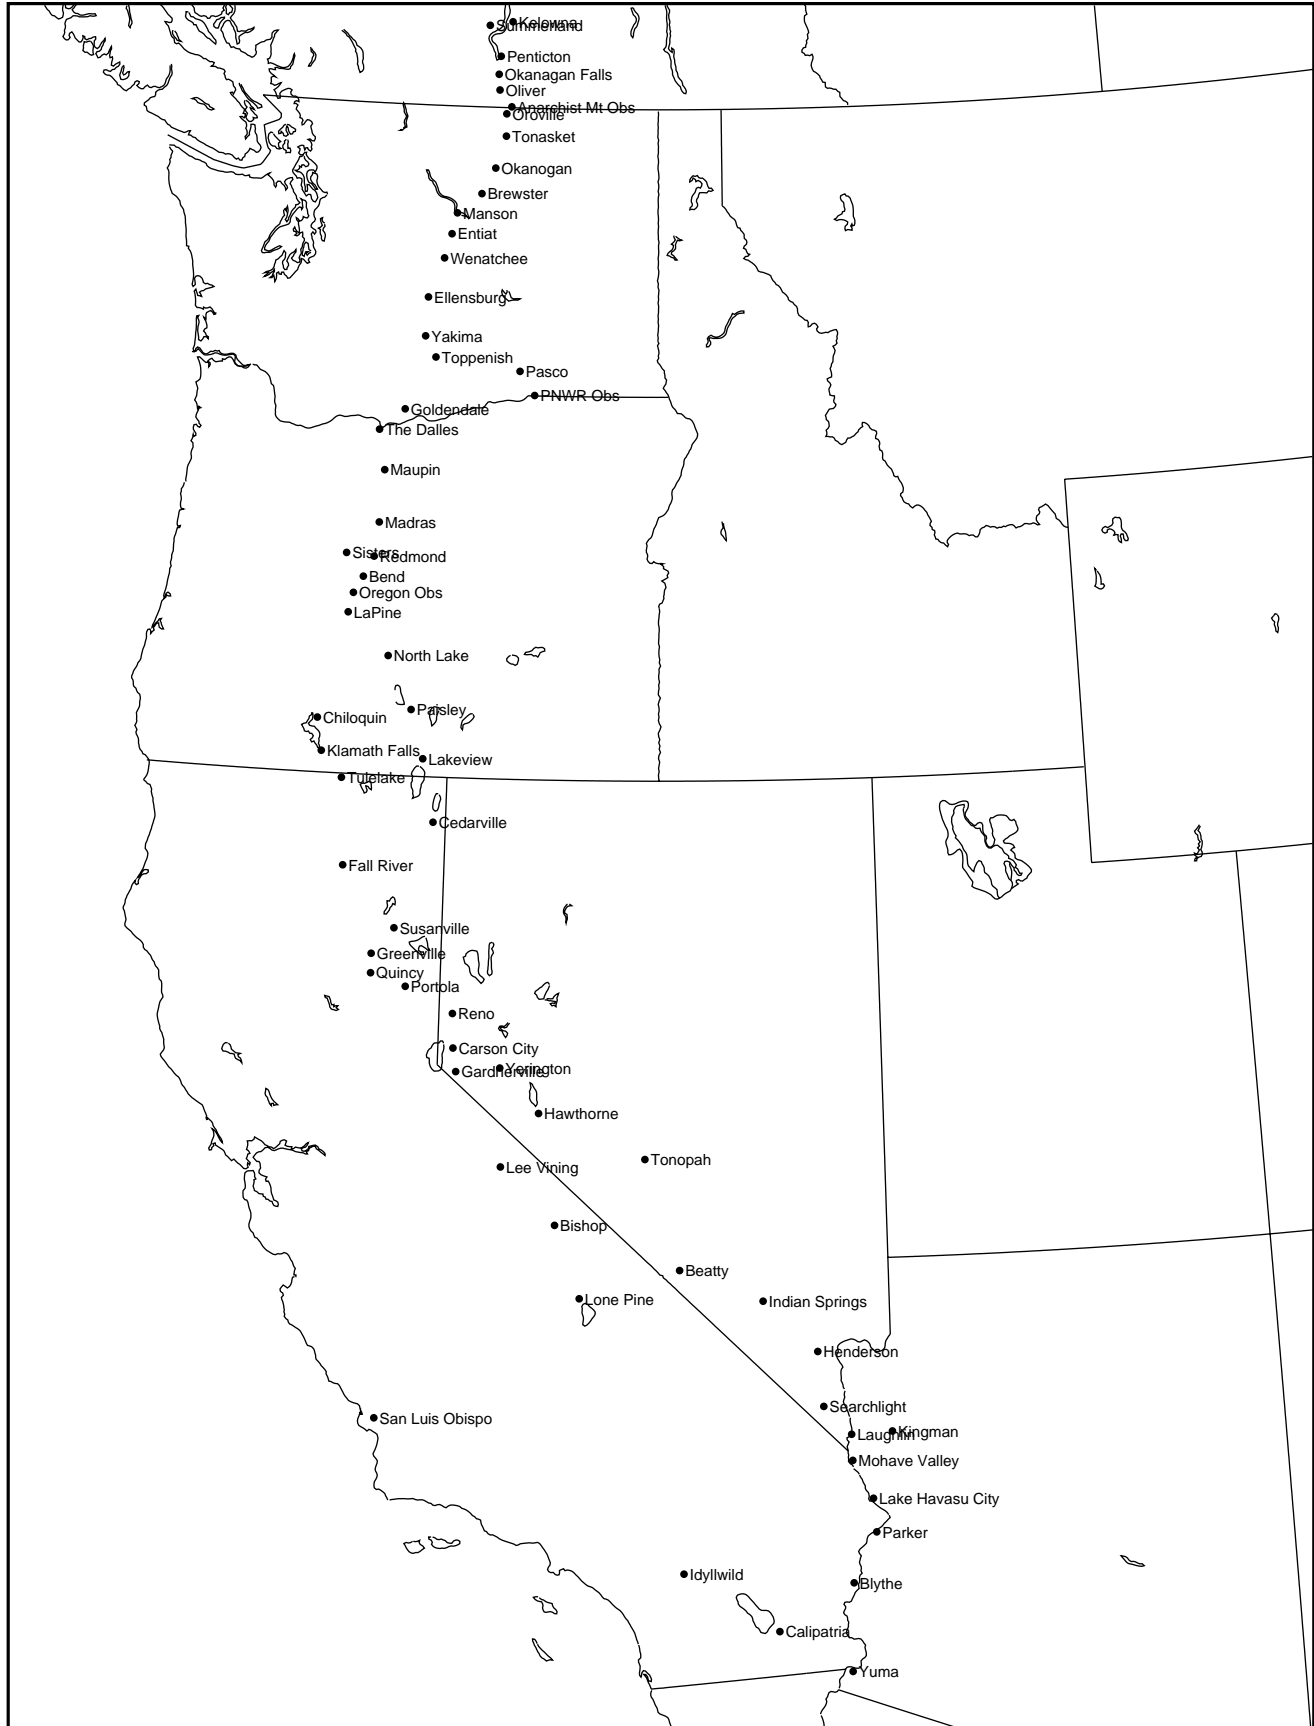 Kelowna
Summerland
Penticton
Okanagan Falls
Oliver
Anarchist Mt Obs
Oroville
Tonasket
Okanogan
Brewster
Manson
Entiat
Wenatchee
Ellensburg
Yakima
Toppenish
Pasco
PNWR Obs
Goldendale
The Dalles
Maupin
Madras
Sisters
Redmond
Bend
Oregon Obs
LaPine
North Lake
Paisley
Chiloquin
Klamath Falls
Lakeview
Tulelake
Cedarville
Fall River
Susanville
Greenville
Quincy
Portola
Reno
Carson City
Yerington
Gardnerville
Hawthorne
Tonopah
Lee Vining
Bishop
Beatty
Lone Pine
Indian Springs
Henderson
Searchlight
San Luis Obispo
Kingman
Laughlin
Mohave Valley
Lake Havasu City
Parker
Idyllwild
Blythe
Calipatria
Yuma